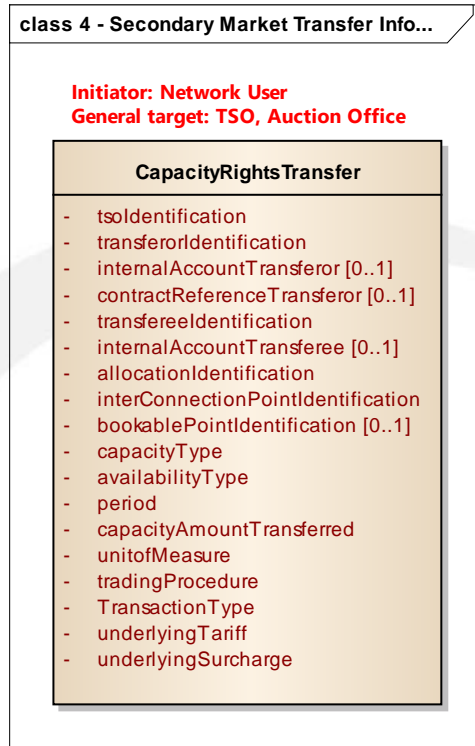 class 4 - Secondary Market Transfer Info...
Initiator: Network User
General target: TSO, Auction Office
CapacityRightsTransfer
- tsoIdentification
- transferorIdentification
- internalAccountTransferor [0..1]
- contractReferenceTransferor [0..1]
- transfereeIdentification
- internalAccountTransferee [0..1]
- allocationIdentification
- interConnectionPointIdentification
- bookablePointIdentification [0..1]
- capacityType
- availabilityType
- period
- capacityAmountTransferred
- unitofMeasure
- tradingProcedure
- TransactionType
- underlyingTariff
- underlyingSurcharge